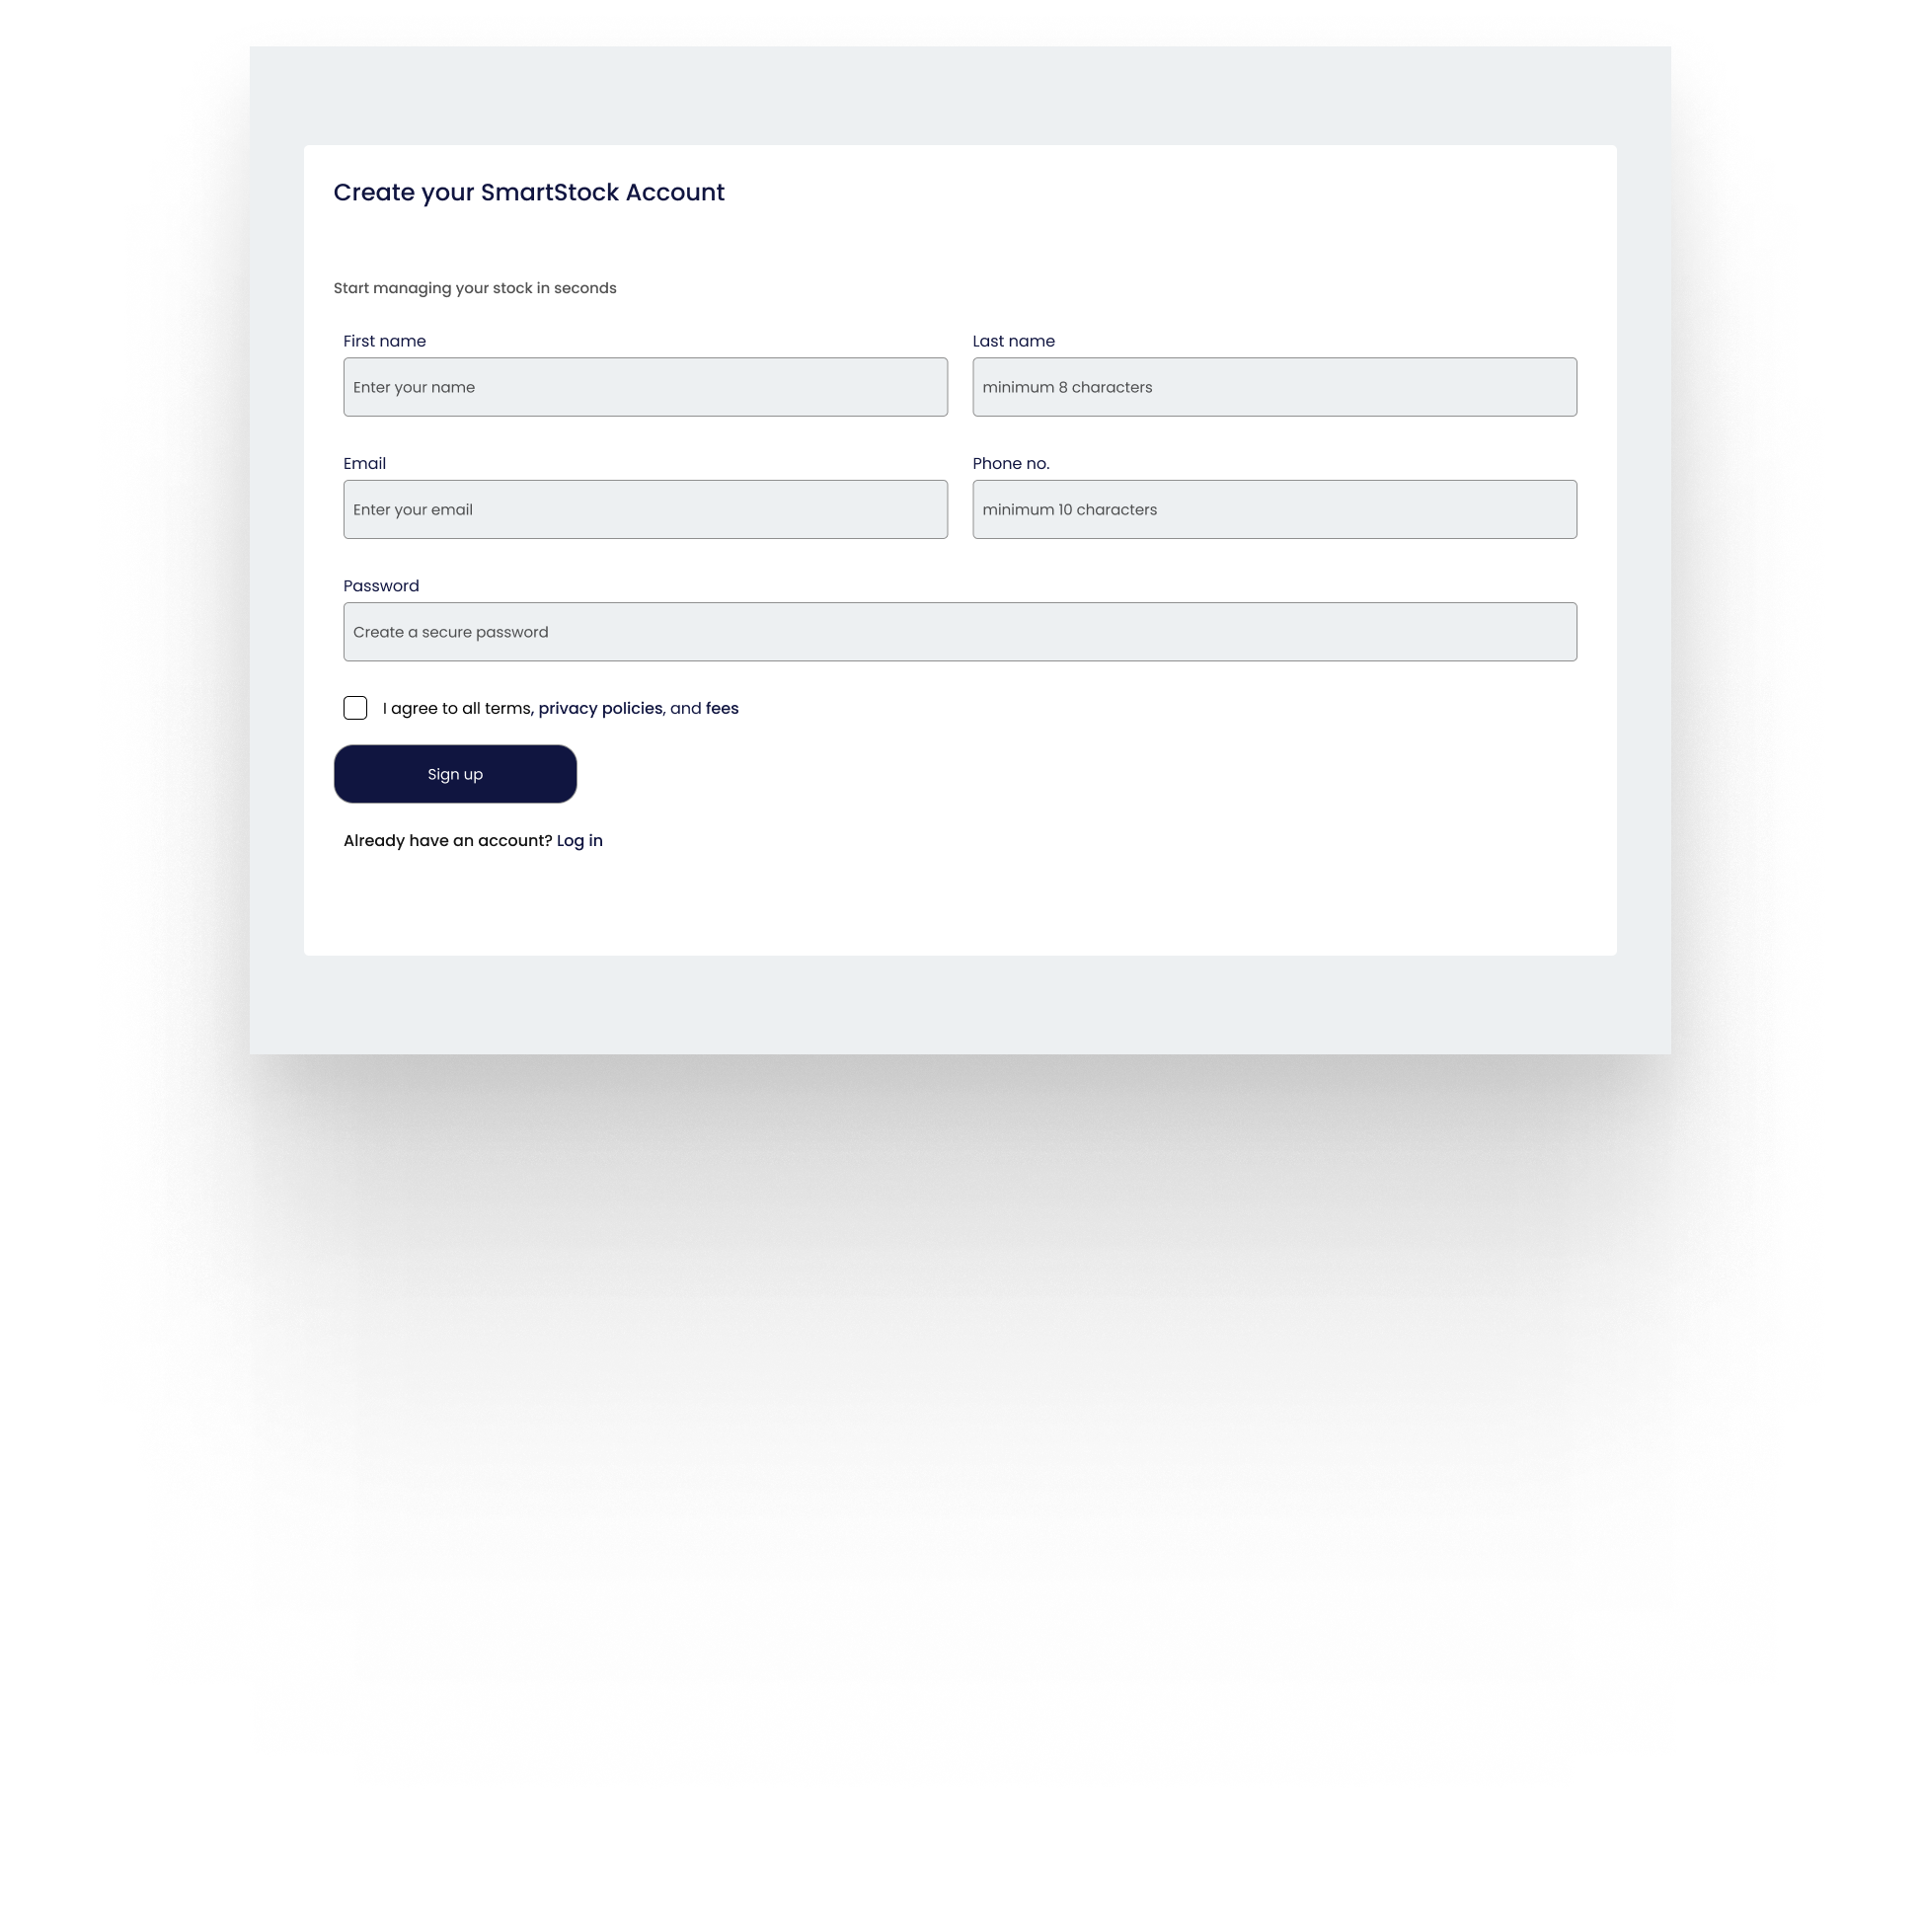 Create your SmartStock Account
Start managing your stock in seconds
First name
Last name
Enter your name
minimum 8 characters
Email
Phone no.
Enter your email
minimum 10 characters
Password
Create a secure password
I agree to all terms, privacy policies, and fees
Sign up
Already have an account? Log in